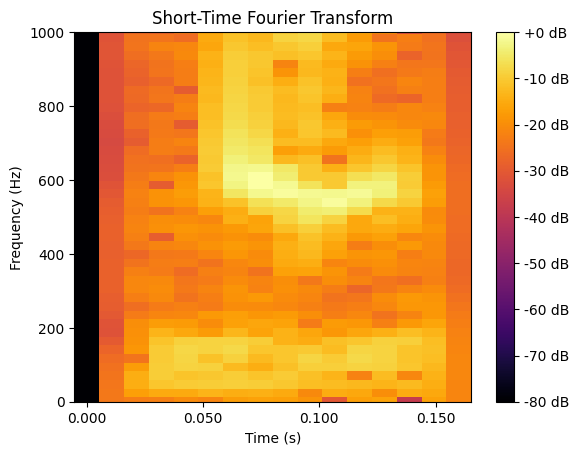 Short-Time Fourier Transform
1000
800
600
400
200
0
Frequency (Hz)
0.000
0.050
0.100
0.150
Time (s)
+0 dB
-10 dB
-20 dB
-30 dB
-40 dB
-50 dB
-60 dB
-70 dB
-80 dB